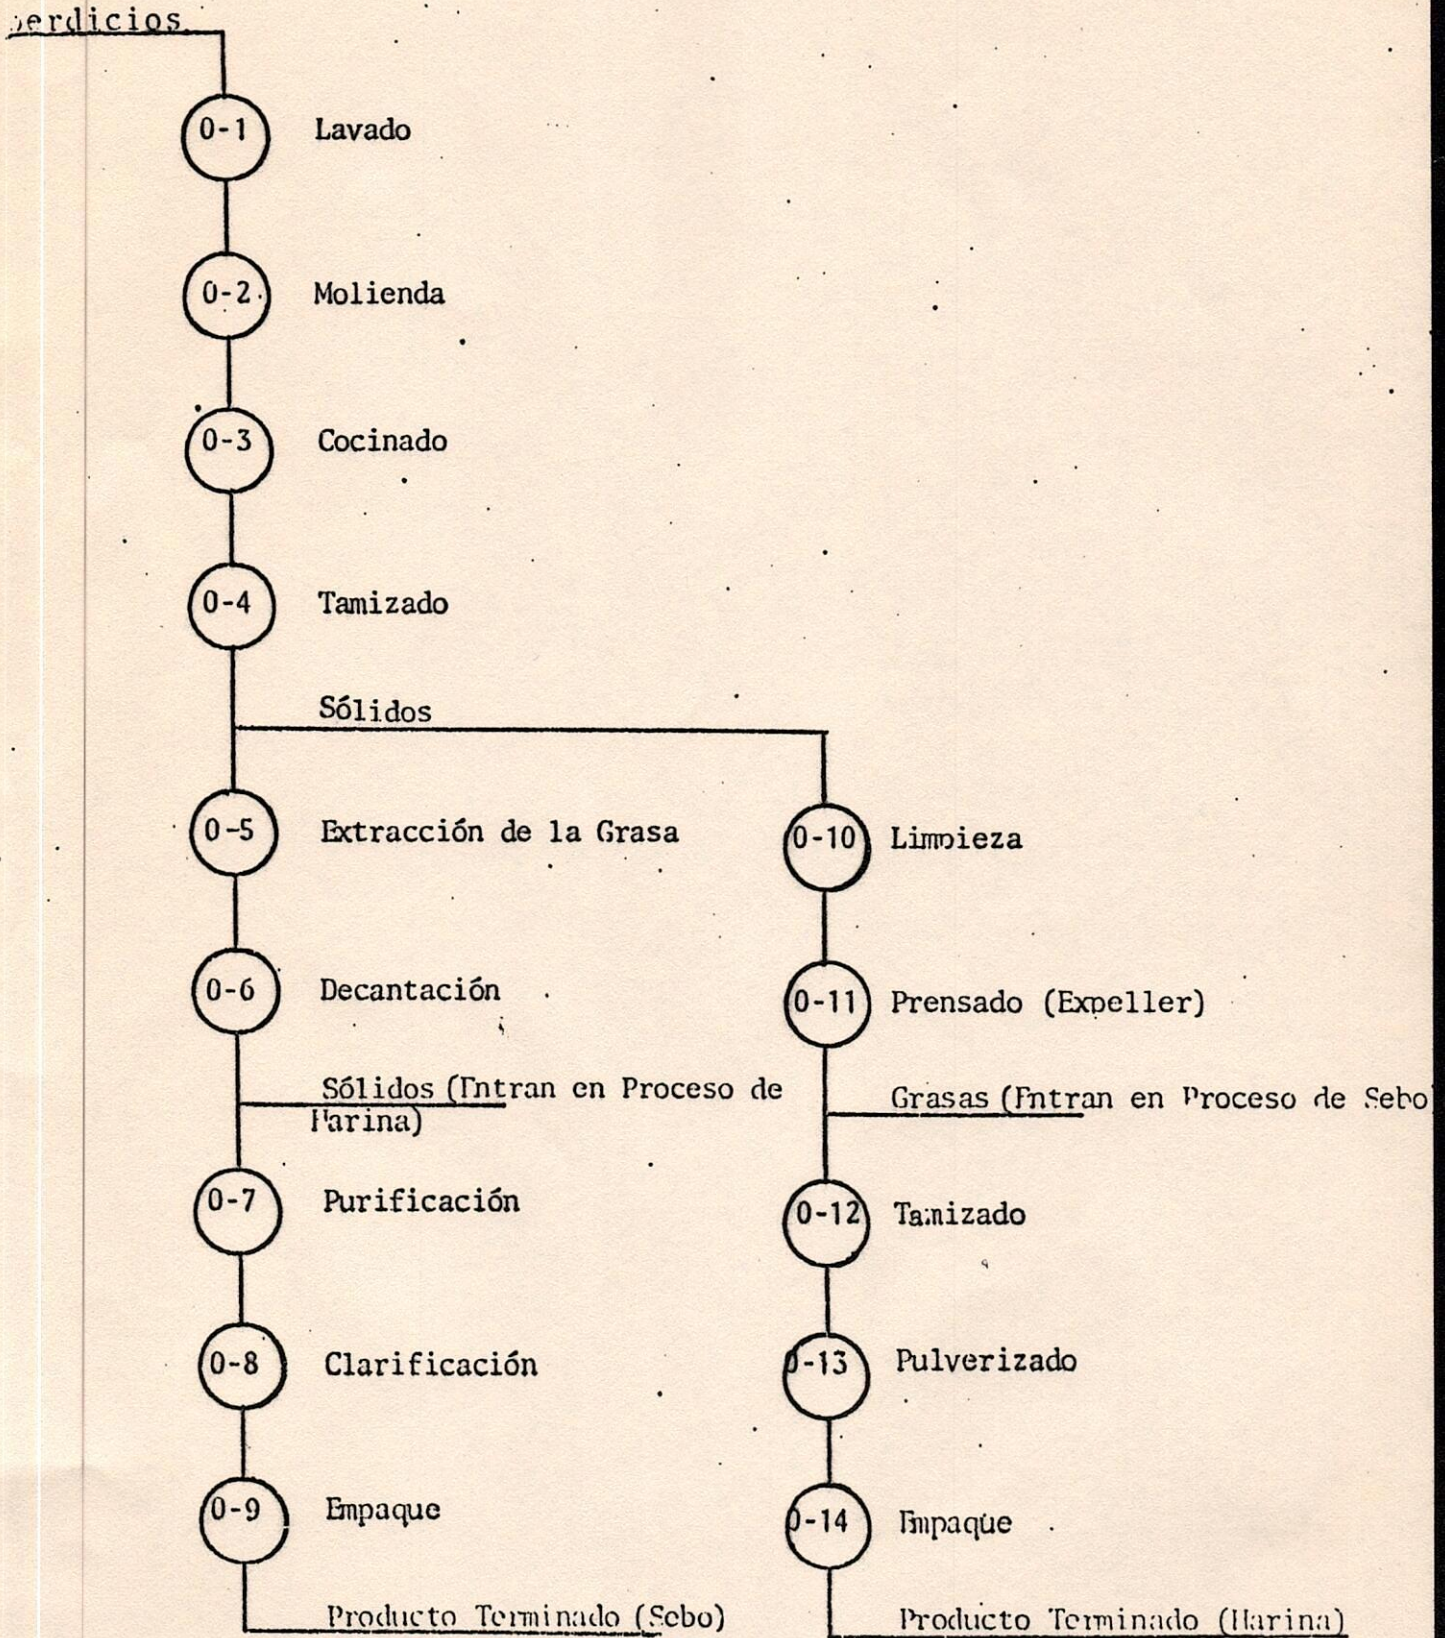 perdicios
0-1 Lavado
0-2 Molienda
0-3 Cocinado
0-4 Tamizado
Sólidos
0-5 Extracción de la Grasa
0-10 Limpieza
0-6 Decantación
0-11 Prensado (Expeller)
Sólidos (Entran en Proceso de
Harina)
Grasas (Entran en Proceso de Sebo)
0-7 Purificación
0-12 Tamizado
0-8 Clarificación
0-13 Pulverizado
0-9 Empaque
0-14 Empaque
Producto Terminado (Sebo)
Producto Terminado (Harina)